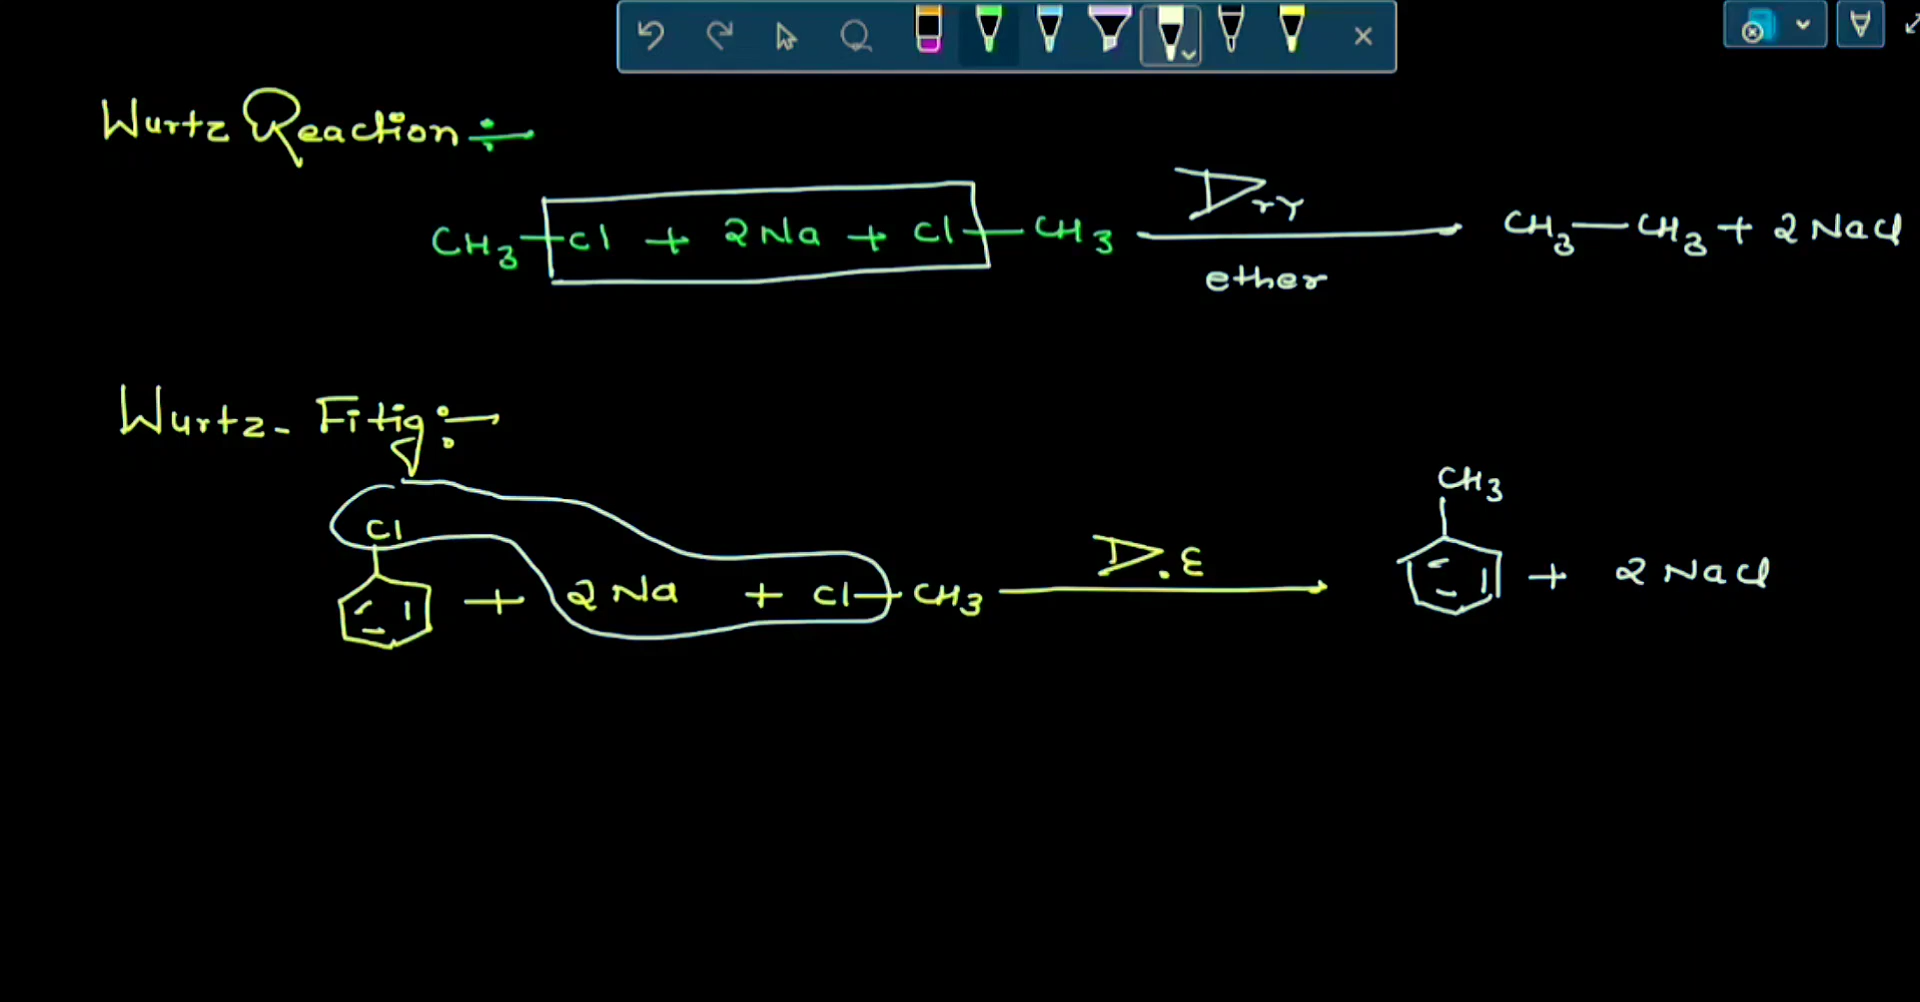 Wurtz Reaction :-
CH3-Cl + 2Na + Cl-CH3 Dry ether → CH3-CH3 + 2NaCl
Wurtz- Fitig :-
Cl + 2Na + Cl-CH3 D.E → CH3 + 2NaCl